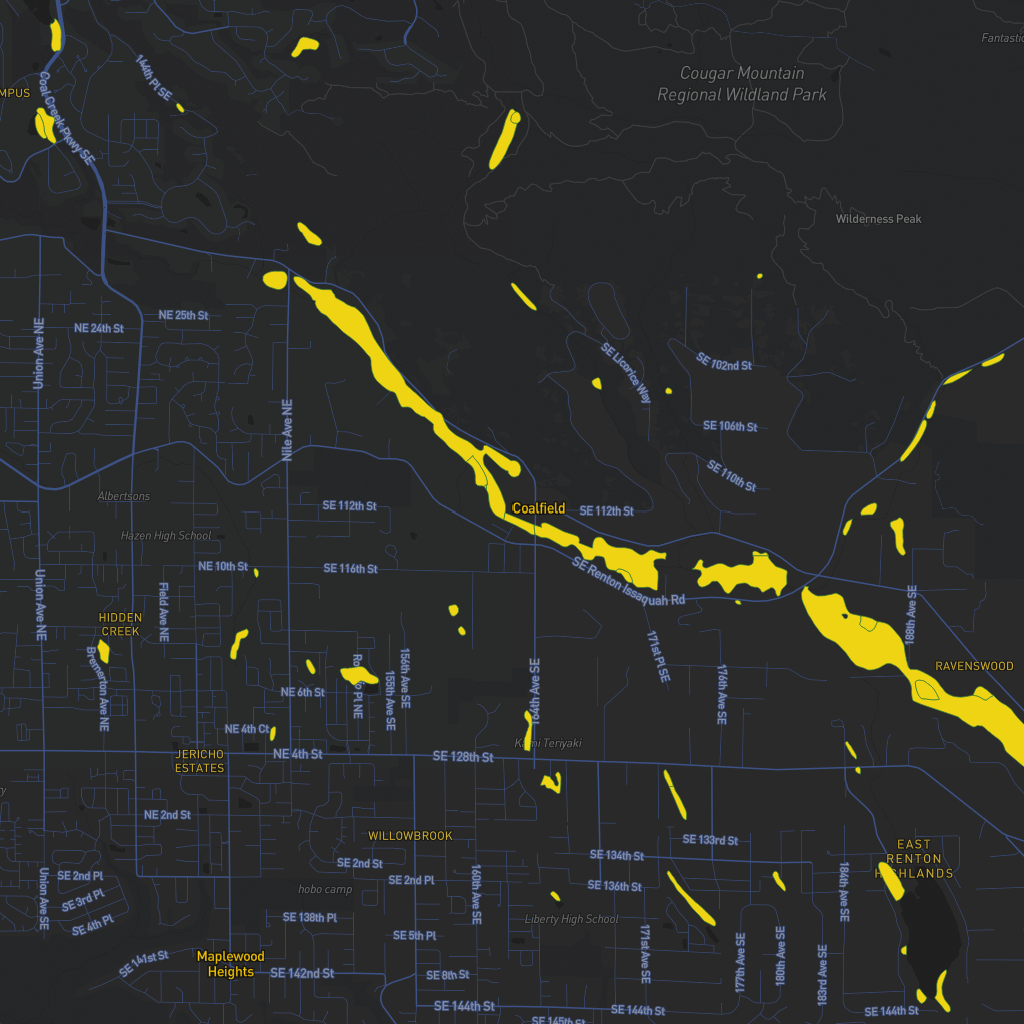 Fantastic
Cougar Mountain
Regional Wildland Park
144th Pl SE
MPUS
Coal Creek Pkwy SE
Wilderness Peak
NE 25th St
NE 24th St
Union Ave NE
SE Licorice Way
SE 102nd St
Nile Ave NE
SE 106th St
SE 110th St
Albertsons
SE 112th St
Coalfield
SE 112th St
Hazen High School
NE 10th St
SE 116th St
SE Renton Issaquah Rd
Union Ave NE
Field Ave NE
188th Ave SE
HIDDEN
CREEK
Bremerton Ave NE
156th Ave SE
155th Ave SE
164th Ave SE
171st Pl SE
176th Ave SE
RAVENSWOOD
NE 6th St
NE 4th Ct
JERICHO
ESTATES
NE 4th St
SE 128th St
NE 2nd St
WILLOWBROOK
SE 133rd St
SE 134th St
EAST
RENTON
HIGHLANDS
SE 2nd St
SE 2nd Pl
SE 2nd Pl
SE 3rd Pl
SE 4th Pl
Union Ave SE
hobo camp
160th Ave SE
SE 136th St
184th Ave SE
SE 138th Pl
Liberty High School
SE 5th Pl
171st Ave SE
177th Ave SE
180th Ave SE
183rd Ave SE
SE 141st St
Maplewood
Heights
SE 142nd St
SE 8th St
SE 144th St
SE 144th St
SE 144th St
SE 145th St